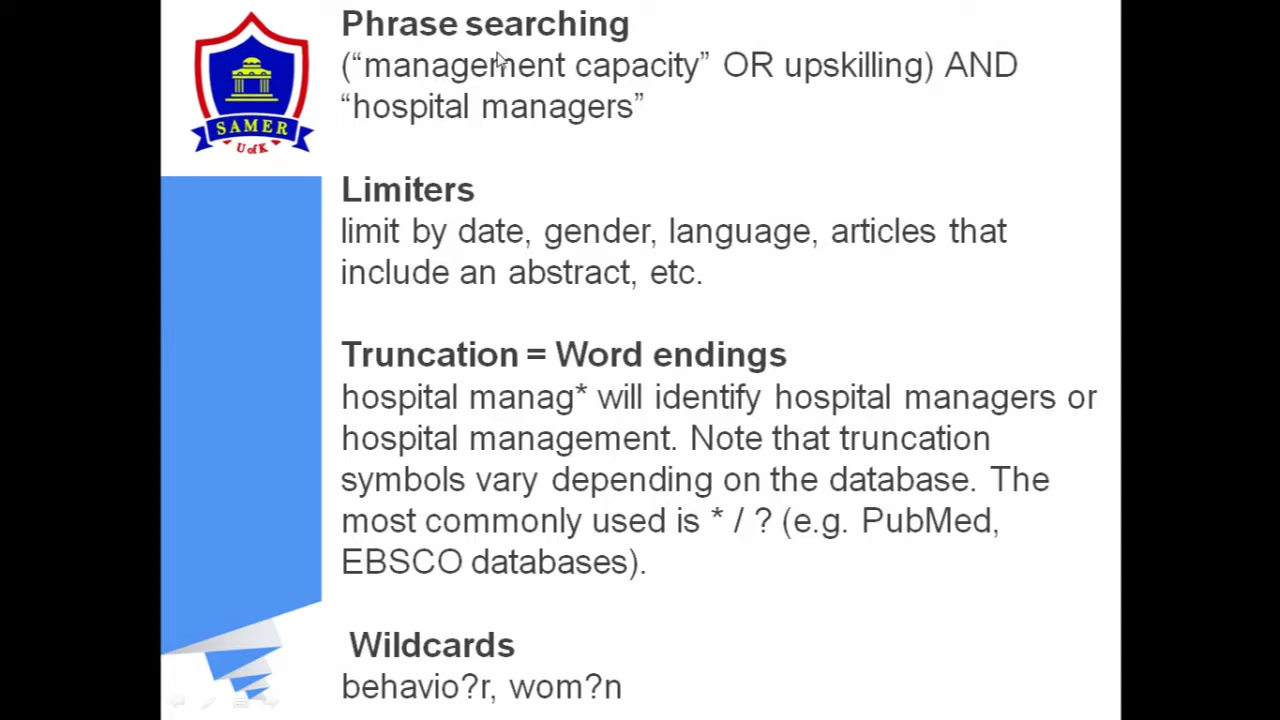 SAMER
U of K
Phrase searching
(“management capacity” OR upskilling) AND
“hospital managers”
Limiters
limit by date, gender, language, articles that
include an abstract, etc.
Truncation = Word endings
hospital manag* will identify hospital managers or
hospital management. Note that truncation
symbols vary depending on the database. The
most commonly used is * / ? (e.g. PubMed,
EBSCO databases).
Wildcards
behavio?r, wom?n